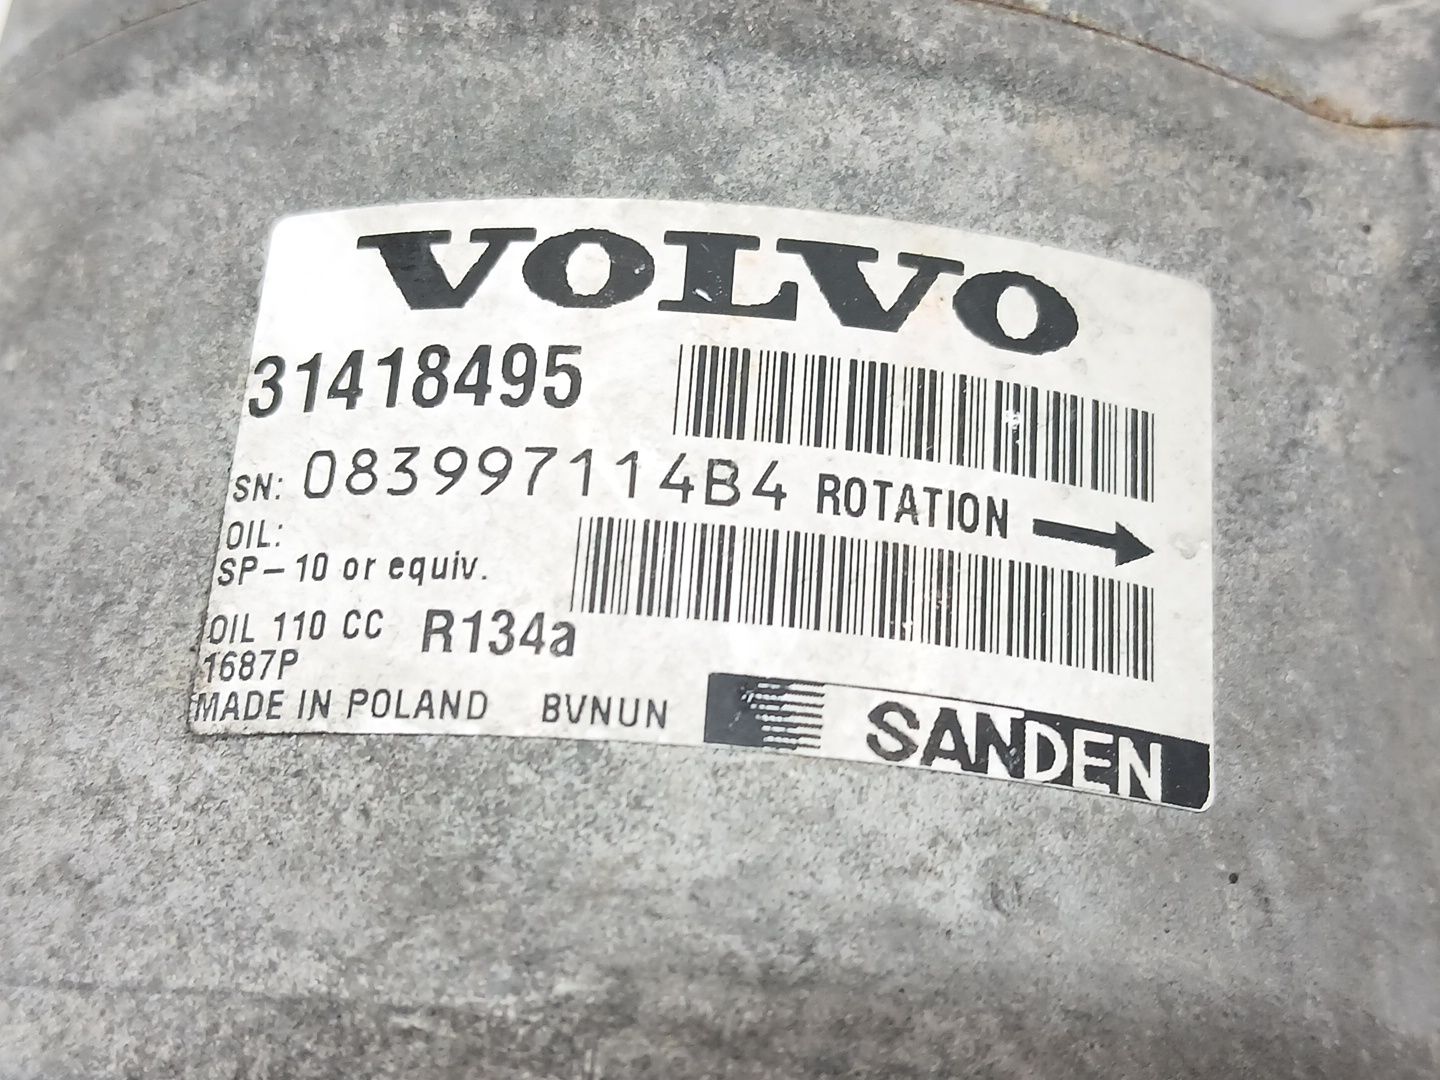 VOLVO
31418495
SN: 083997114B4 ROTATION
OIL:
SP-10 or equiv.
OIL 110 CC R134a
1687P
MADE IN POLAND BVNUN SANDEN